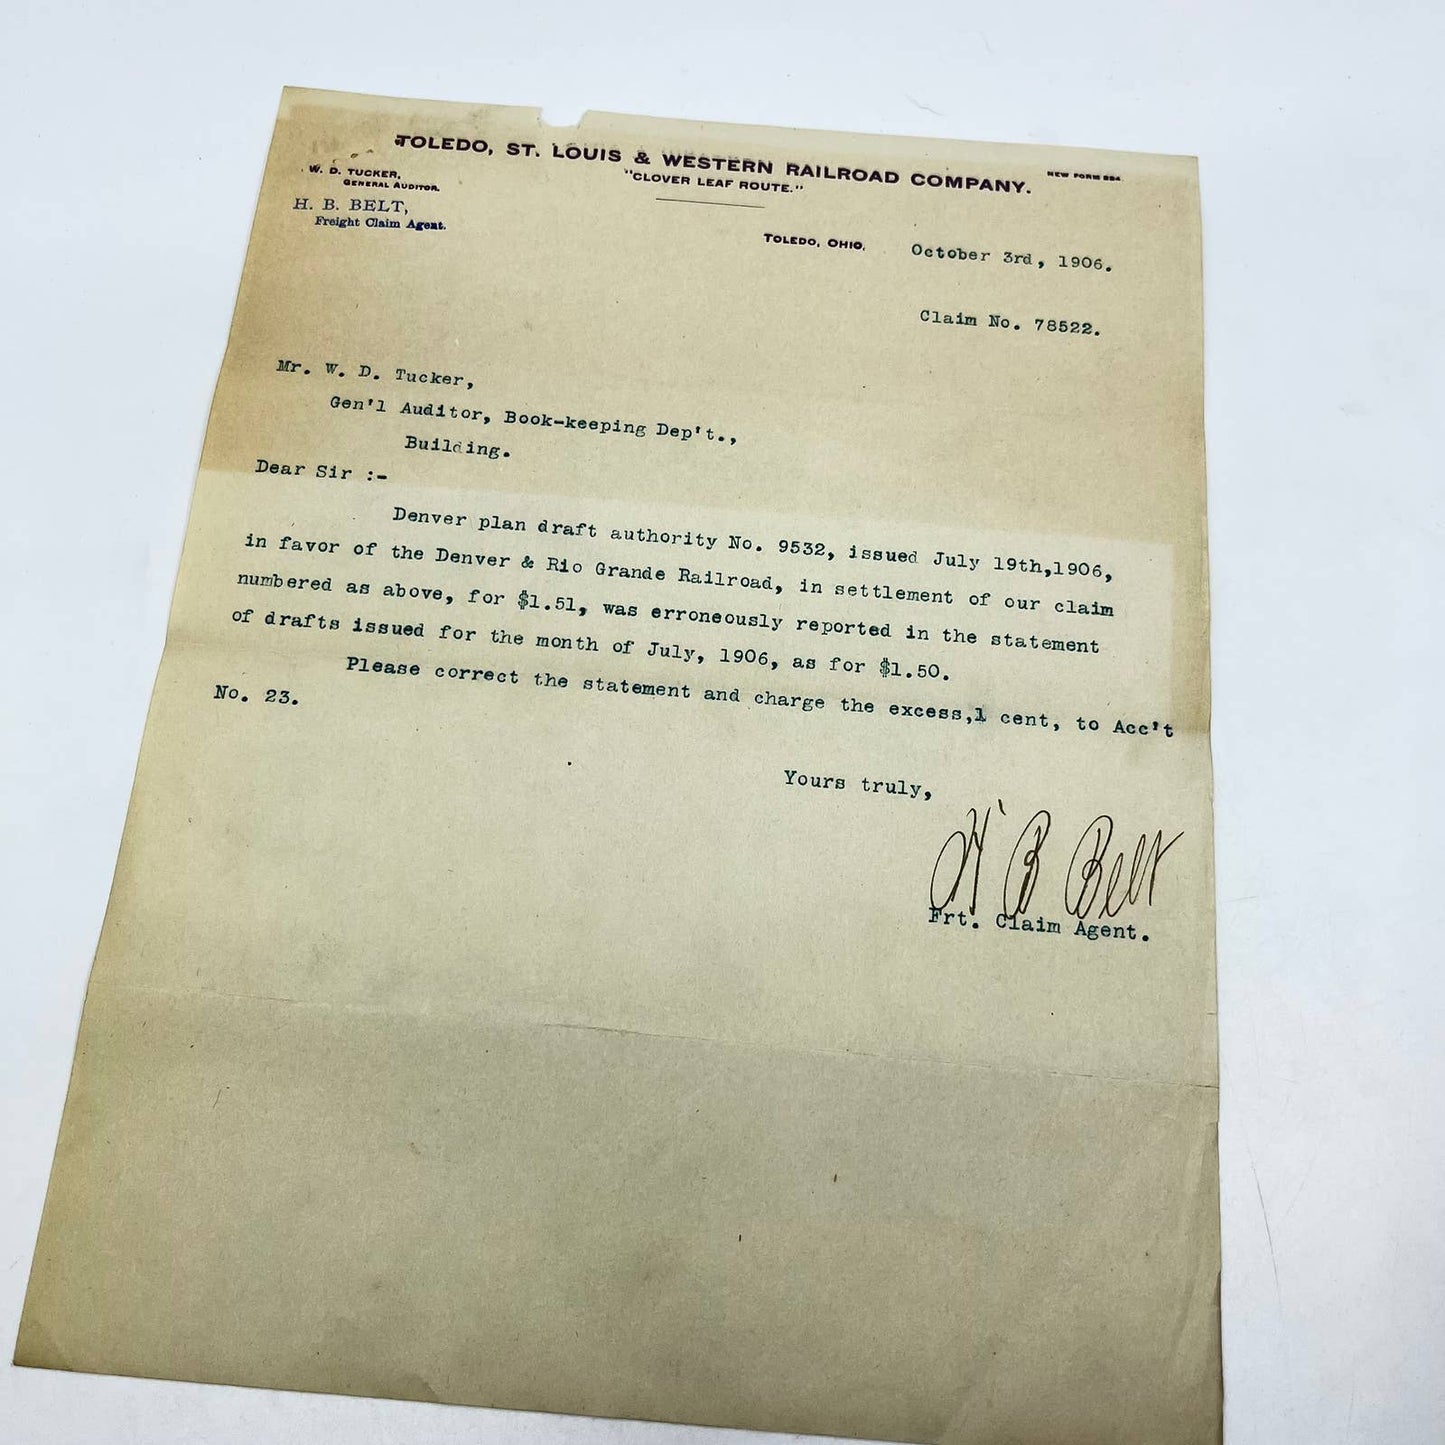 TOLEDO, ST. LOUIS & WESTERN RAILROAD COMPANY.
"CLOVER LEAF ROUTE."
NEW FORM 224
W. D. TUCKER,
GENERAL AUDITOR.
H. B. BELT,
Freight Claim Agent.
TOLEDO, OHIO, October 3rd, 1906.
Claim No. 78522.
Mr. W. D. Tucker,
Gen'l Auditor, Book-keeping Dep't.,
Building.
Dear Sir :-
Denver plan draft authority No. 9532, issued July 19th,1906,
in favor of the Denver & Rio Grande Railroad, in settlement of our claim
numbered as above, for $1.51, was erroneously reported in the statement
of drafts issued for the month of July, 1906, as for $1.50.
Please correct the statement and charge the excess,1 cent, to Acc't
No. 23.
Yours truly,
H B Belt
Frt. Claim Agent.